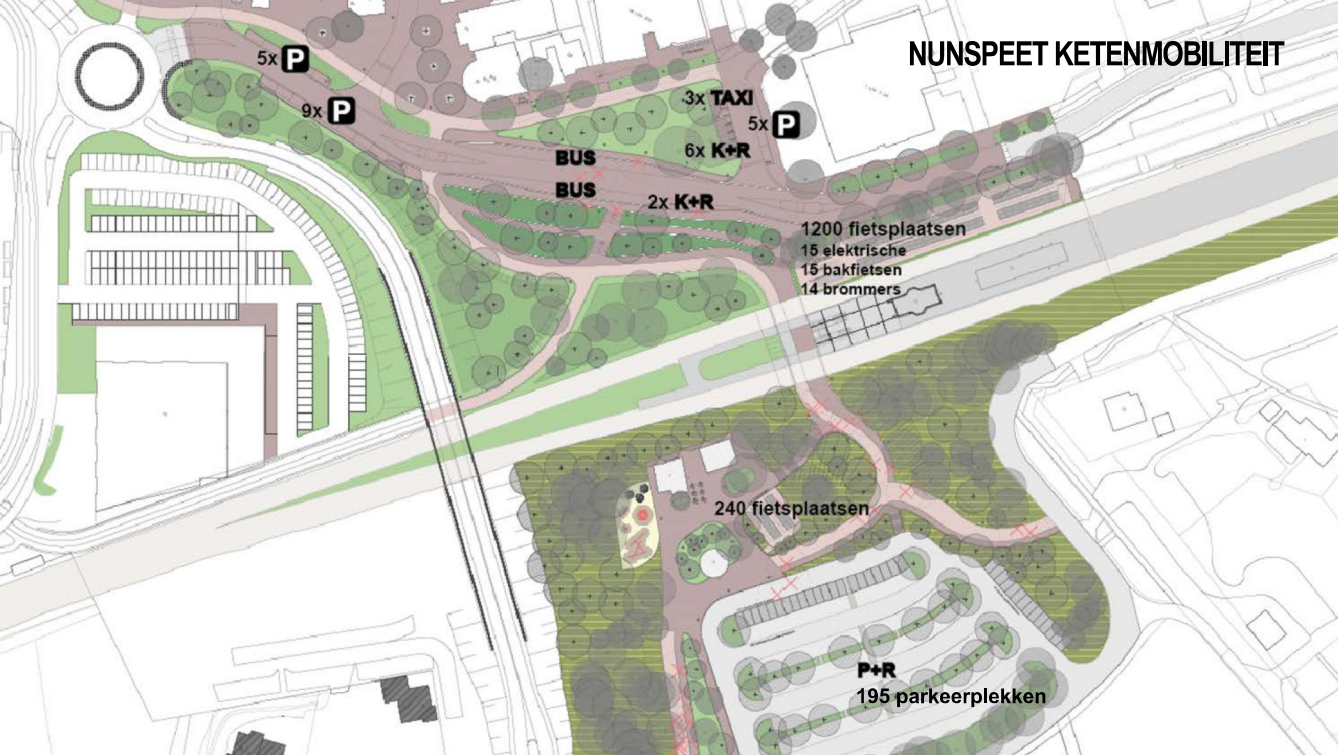 NUNSPEET KETENMOBILITEIT
5x P
9x P
3x TAXI
5x P
6x K+R
BUS
BUS
2x K+R
1200 fietsplaatsen
15 elektrische
15 bakfietsen
14 brommers
240 fietsplaatsen
P+R
195 parkeerplekken